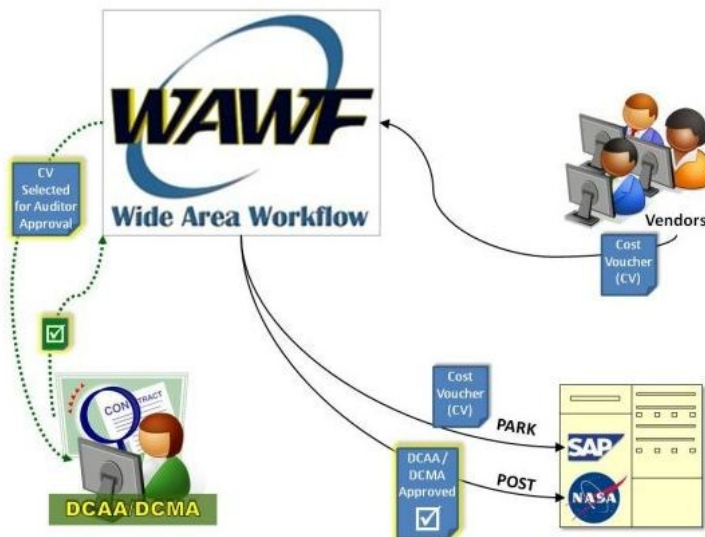 WAWF
Wide Area Workflow
CV
Selected
for Auditor
Approval
Vendors
Cost
Voucher
(CV)
CONTRACT
DCAA/DCMA
Cost
Voucher
(CV)
PARK
SAP
DCAA /
DCMA
Approved
POST
NASA